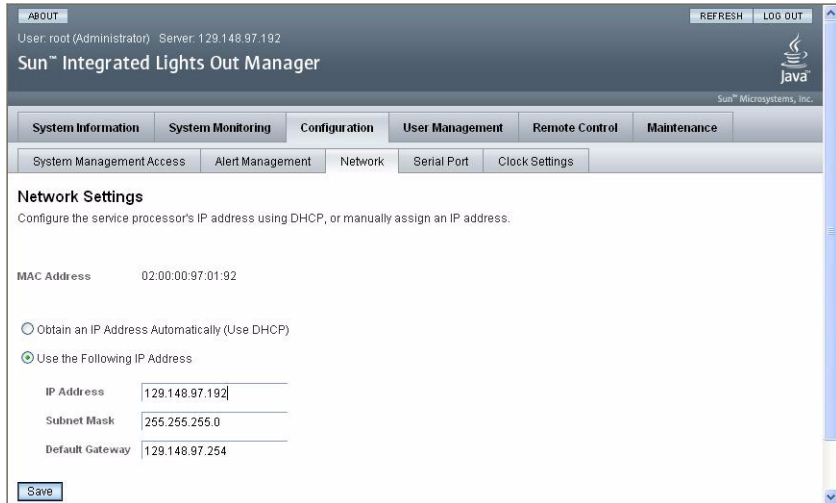 ABOUT
REFRESH LOG OUT
User: root (Administrator) Server: 129.148.97.192
Sun™ Integrated Lights Out Manager
Java™
Sun™ Microsystems, Inc.
System Information System Monitoring Configuration User Management Remote Control Maintenance
System Management Access Alert Management Network Serial Port Clock Settings
Network Settings
Configure the service processor's IP address using DHCP, or manually assign an IP address.
MAC Address 02:00:00:97:01:92
Obtain an IP Address Automatically (Use DHCP)
Use the Following IP Address
IP Address 129.148.97.192
Subnet Mask 255.255.255.0
Default Gateway 129.148.97.254
Save